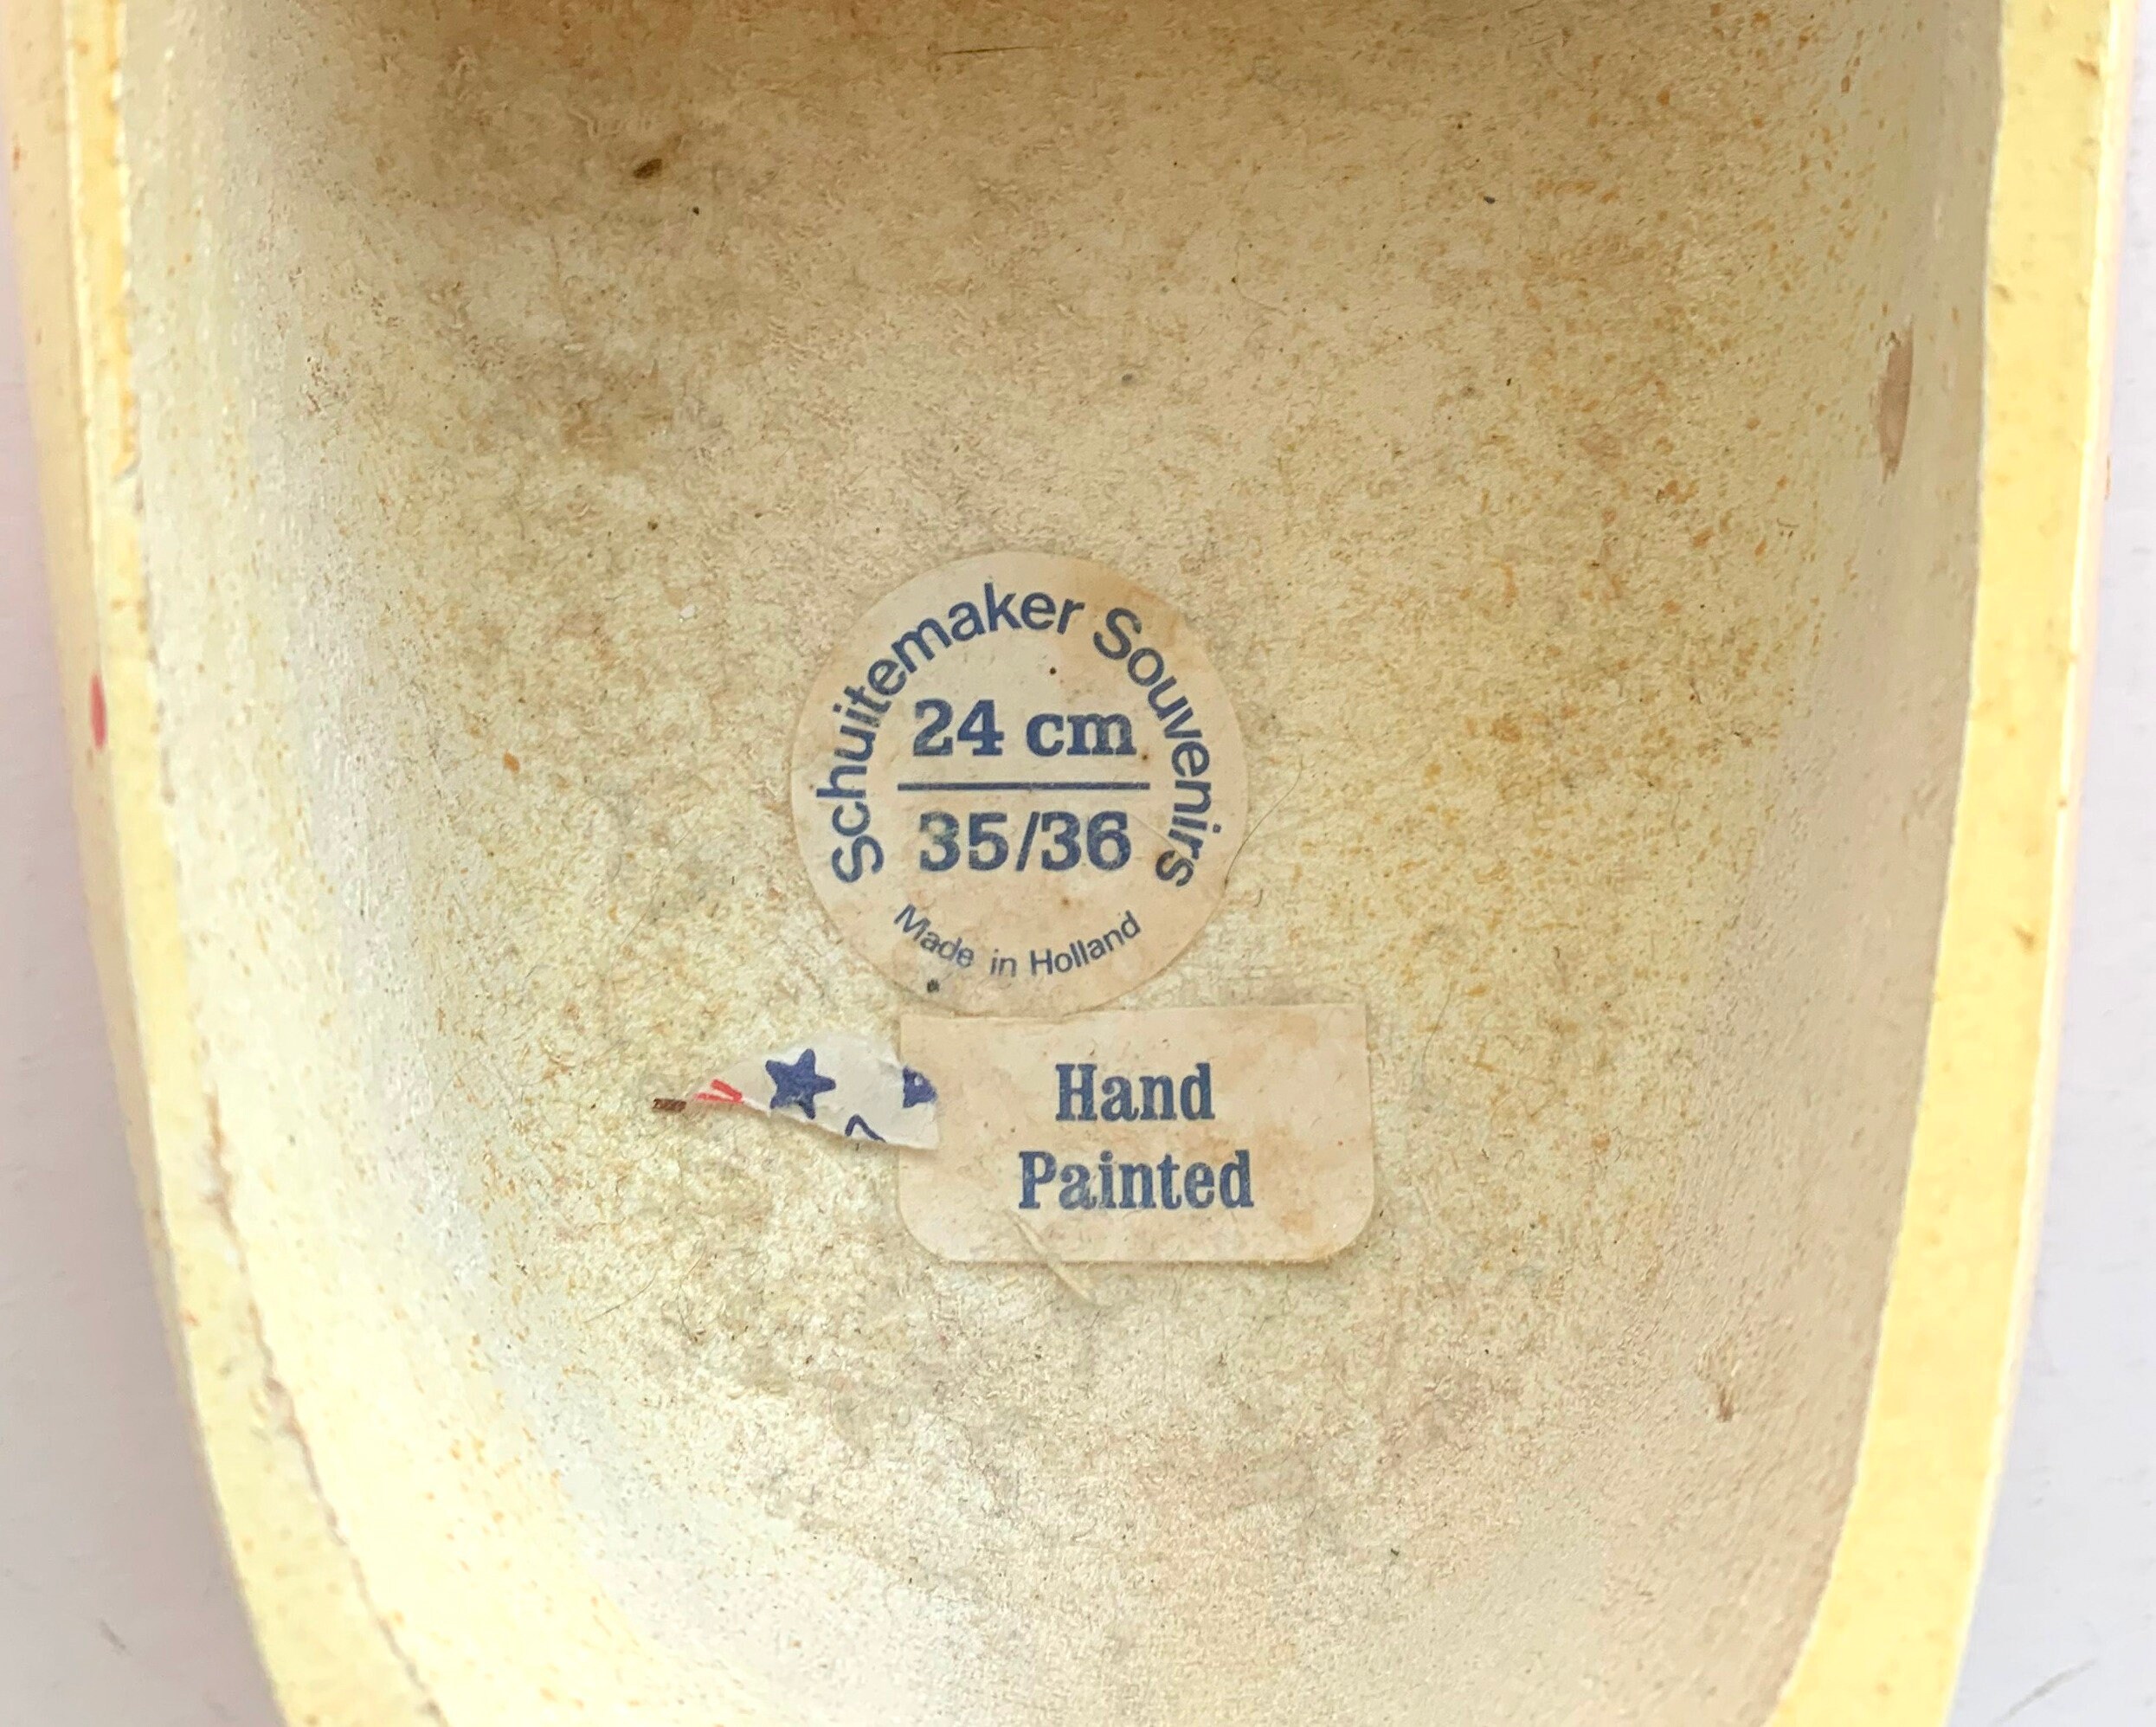 Schuitemaker Souvenirs
24 cm
35/36
Made in Holland
Hand
Painted